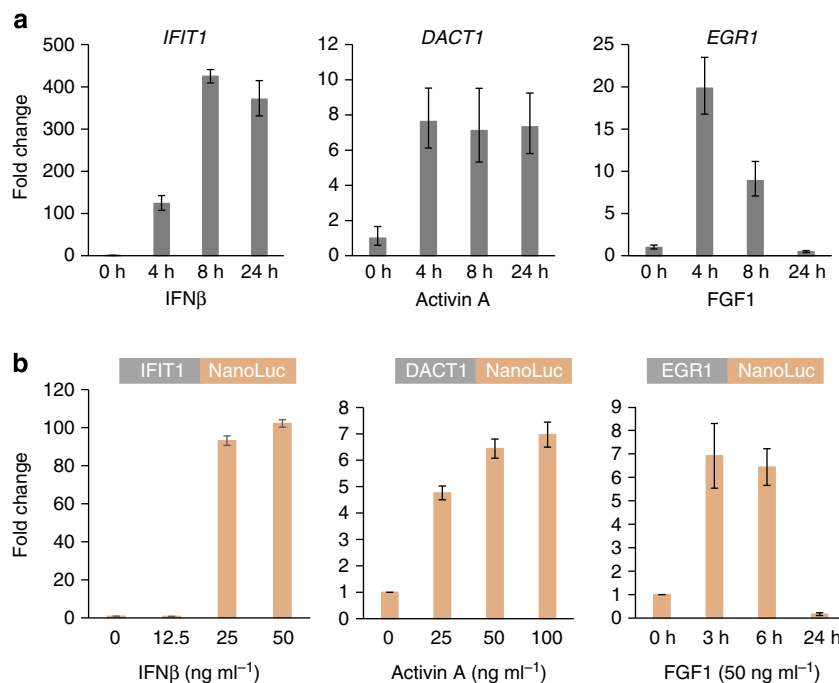 a
IFIT1
DACT1
EGR1
Fold change
500
400
300
200
100
0
0 h 4 h 8 h 24 h
IFNβ
12
10
8
6
4
2
0
0 h 4 h 8 h 24 h
Activin A
25
20
15
10
5
0
0 h 4 h 8 h 24 h
FGF1
b
IFIT1 NanoLuc
DACT1 NanoLuc
EGR1 NanoLuc
Fold change
120
100
80
60
40
20
0
0 12.5 25 50
IFNβ (ng ml⁻¹)
8
7
6
5
4
3
2
1
0
0 25 50 100
Activin A (ng ml⁻¹)
9
8
7
6
5
4
3
2
1
0
0 h 3 h 6 h 24 h
FGF1 (50 ng ml⁻¹)